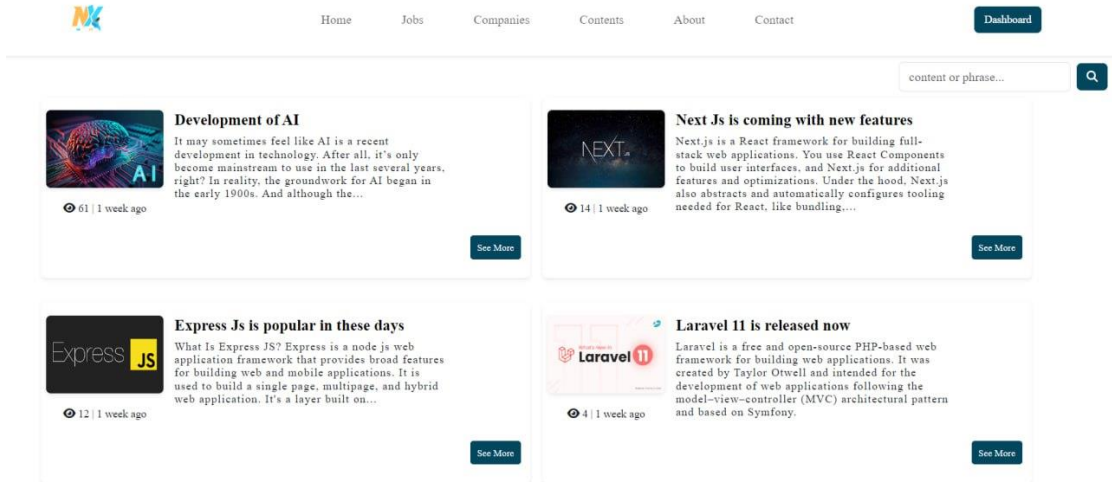 NX
Home Jobs Companies Contents About Contact Dashboard
content or phrase...
AI
Development of AI
It may sometimes feel like AI is a recent
development in technology. After all, it's only
become mainstream to use in the last several years,
right? In reality, the groundwork for AI began in
the early 1900s. And although the...
61 | 1 week ago
See More
NEXT.JS
Next Js is coming with new features
Next.js is a React framework for building full-
stack web applications. You use React Components
to build user interfaces, and Next.js for additional
features and optimizations. Under the hood, Next.js
also abstracts and automatically configures tooling
needed for React, like bundling,...
14 | 1 week ago
See More
Express JS
Express Js is popular in these days
What Is Express JS? Express is a node js web
application framework that provides broad features
for building web and mobile applications. It is
used to build a single page, multipage, and hybrid
web application. It's a layer built on...
12 | 1 week ago
See More
Laravel 11
Laravel 11 is released now
Laravel is a free and open-source PHP-based web
framework for building web applications. It was
created by Taylor Otwell and intended for the
development of web applications following the
model–view–controller (MVC) architectural pattern
and based on Symfony.
4 | 1 week ago
See More